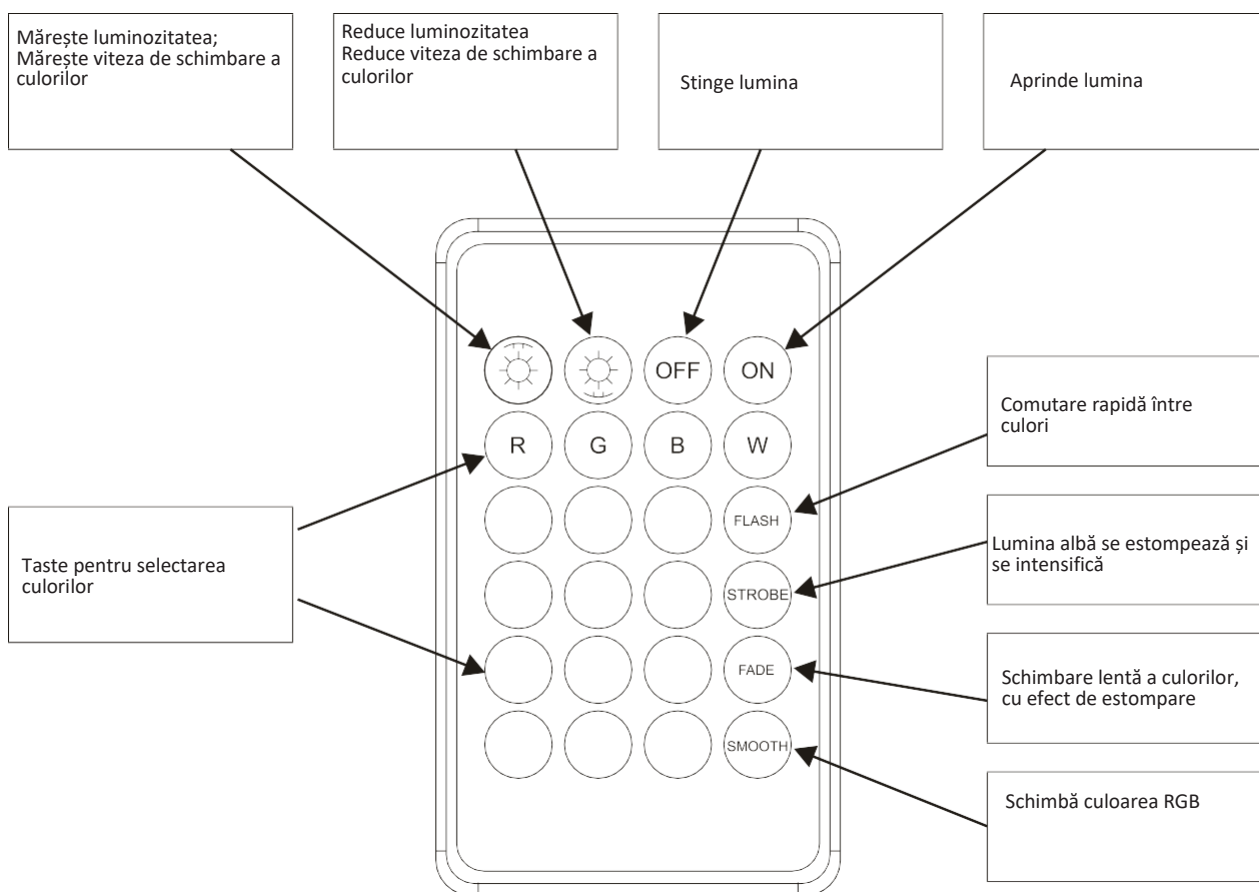 Mărește luminozitatea;
Mărește viteza de schimbare a
culorilor
Reduce luminozitatea
Reduce viteza de schimbare a
culorilor
Stinge lumina
Aprinde lumina
OFF
ON
R
G
B
W
Comutare rapidă între
culori
FLASH
Taste pentru selectarea
culorilor
Lumina albă se estompează și
se intensifică
STROBE
FADE
Schimbare lentă a culorilor,
cu efect de estompare
SMOOTH
Schimbă culoarea RGB